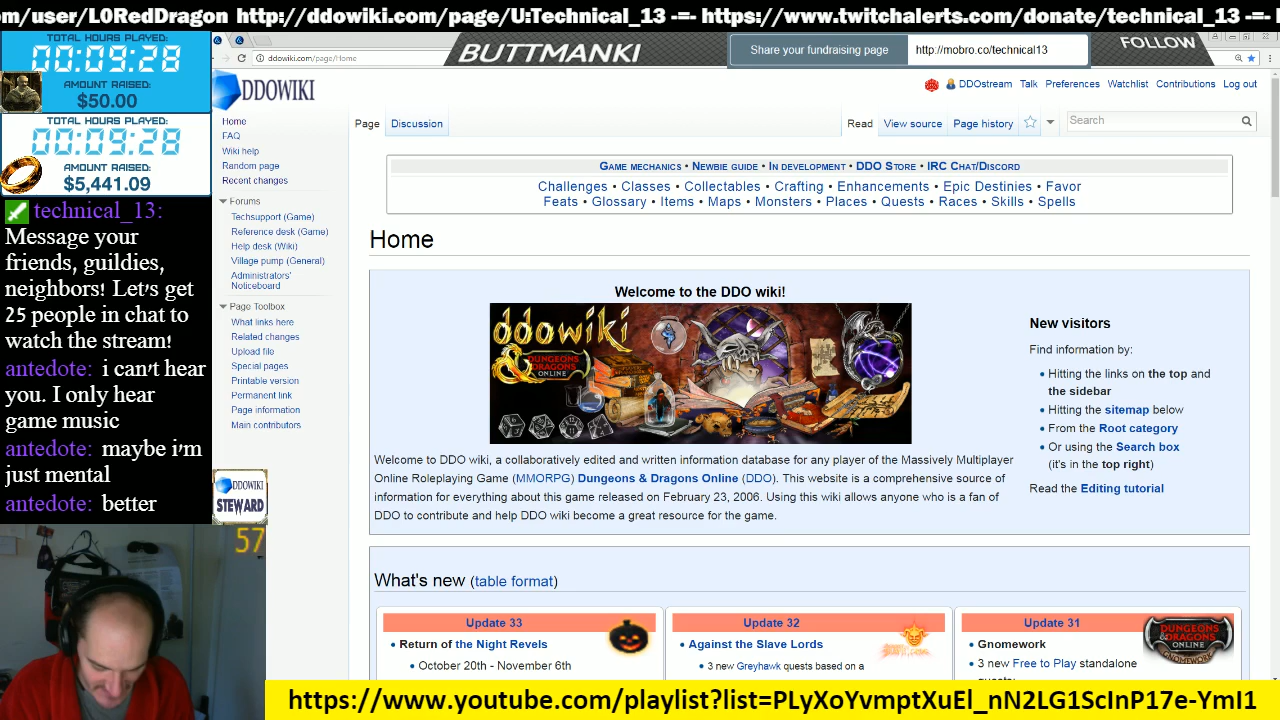 om/user/L0RedDragon http://ddowiki.com/page/U:Technical_13 -=- https://www.twitchalerts.com/donate/technical_13 -=-
TOTAL HOURS PLAYED:
00:09:28
AMOUNT RAISED:
$50.00
TOTAL HOURS PLAYED:
00:09:28
AMOUNT RAISED:
$5,441.09
technical_13:
Message your
friends, guildies,
neighbors! Let's get
25 people in chat to
watch the stream!
antedote: i can't hear
you. I only hear
game music
antedote: maybe i'm
just mental
antedote: better
57
ddowiki.com/page/Home
BUTTMANKI
Share your fundraising page
http://mobro.co/technical13
FOLLOW
DDOWIKI
DDOstream Talk Preferences Watchlist Contributions Log out
Home
FAQ
Wiki help
Random page
Recent changes
Forums
Techsupport (Game)
Reference desk (Game)
Help desk (Wiki)
Village pump (General)
Administrators'
Noticeboard
Page Toolbox
What links here
Related changes
Upload file
Special pages
Printable version
Permanent link
Page information
Main contributors
DDOWIKI
STEWARD
Page Discussion
Read View source Page history
Search
Game mechanics • Newbie guide • In development • DDO Store • IRC Chat/Discord
Challenges • Classes • Collectables • Crafting • Enhancements • Epic Destinies • Favor
Feats • Glossary • Items • Maps • Monsters • Places • Quests • Races • Skills • Spells
Home
Welcome to the DDO wiki!
ddowiki
DUNGEONS & DRAGONS
ONLINE
Welcome to DDO wiki, a collaboratively edited and written information database for any player of the Massively Multiplayer
Online Roleplaying Game (MMORPG) Dungeons & Dragons Online (DDO). This website is a comprehensive source of
information for everything about this game released on February 23, 2006. Using this wiki allows anyone who is a fan of
DDO to contribute and help DDO wiki become a great resource for the game.
New visitors
Find information by:
Hitting the links on the top and
the sidebar
Hitting the sitemap below
From the Root category
Or using the Search box
(it's in the top right)
Read the Editing tutorial
What's new (table format)
Update 33
Return of the Night Revels
October 20th - November 6th
Update 32
Against the Slave Lords
3 new Greyhawk quests based on a
Update 31
Gnomework
3 new Free to Play standalone
DUNGEONS & DRAGONS
ONLINE
GNOMEWORK
https://www.youtube.com/playlist?list=PLyXoYvmptXuEl_nN2LG1ScInP17e-YmI1